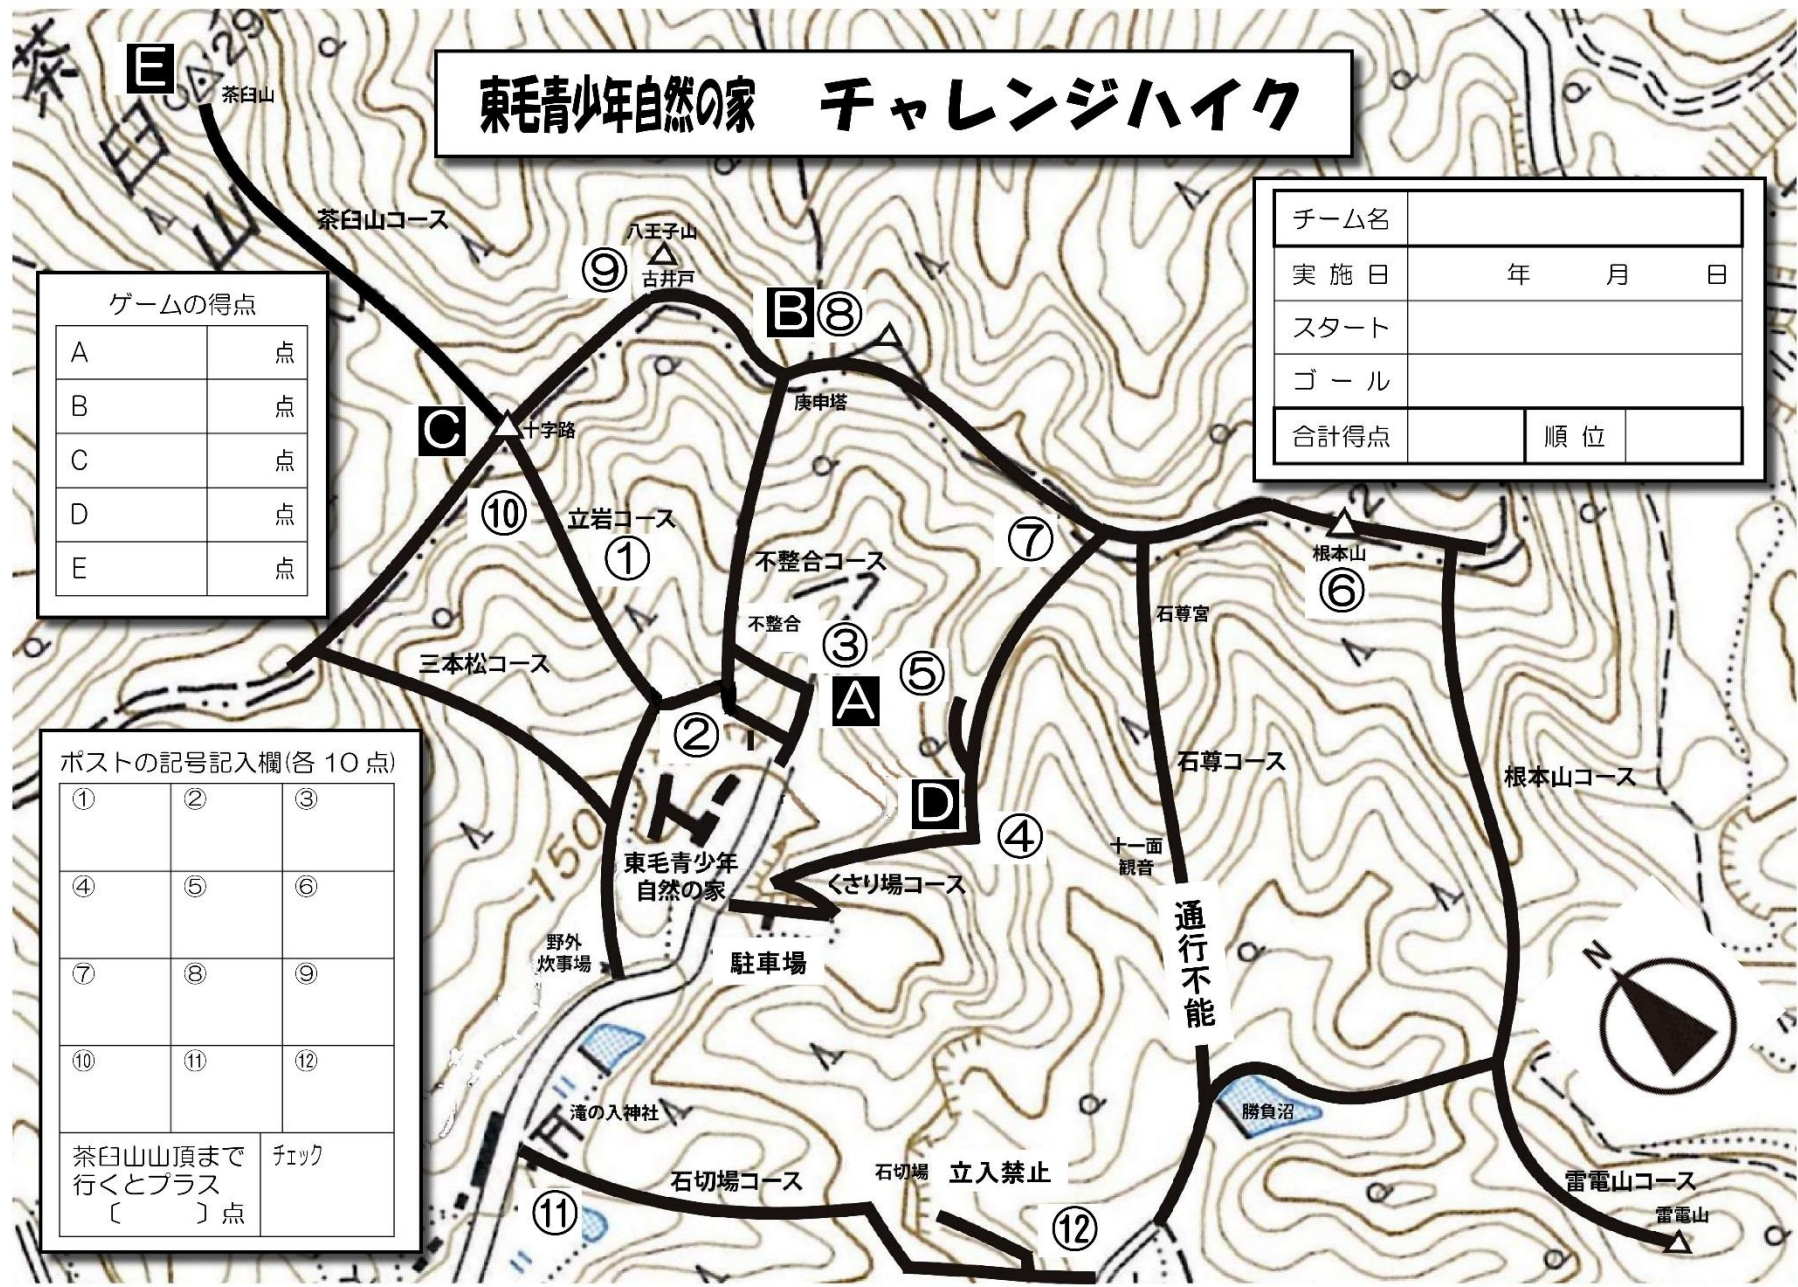 東毛青少年自然の家 チャレンジハイク
E
茶臼山
茶臼山
茶臼山コース
チーム名
実施日 年 月 日
スタート
ゴール
合計得点 順位
ゲームの得点
A 点
B 点
C 点
D 点
E 点
八王子山
⑨
古井戸
B ⑧
庚申塔
C
十字路
⑩
立岩コース
①
不整合コース
⑦
根本山
⑥
石尊宮
不整合
③
三本松コース
⑤
A
②
石尊コース
根本山コース
D
④
150
東毛青少年
自然の家
くさり場コース
十一面
観音
通行不能
野外
炊事場
駐車場
N
ポストの記号記入欄(各10点)
① ② ③
④ ⑤ ⑥
⑦ ⑧ ⑨
⑩ ⑪ ⑫
茶臼山山頂まで
行くとプラス
〔 〕点
チェック
滝の入神社
勝負沼
石切場コース
石切場
立入禁止
⑪
⑫
雷電山コース
雷電山